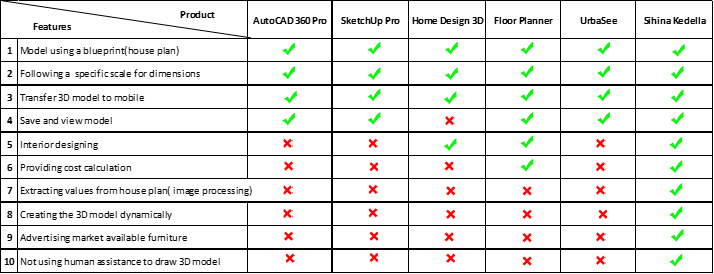 Product
Features
AutoCAD 360 Pro
SketchUp Pro
Home Design 3D
Floor Planner
UrbaSee
Sihina Kedella
1 Model using a blueprint(house plan)
2 Following a specific scale for dimensions
3 Transfer 3D model to mobile
4 Save and view model
5 Interior designing
6 Providing cost calculation
7 Extracting values from house plan( image processing)
8 Creating the 3D model dynamically
9 Advertising market available furniture
10 Not using human assistance to draw 3D model